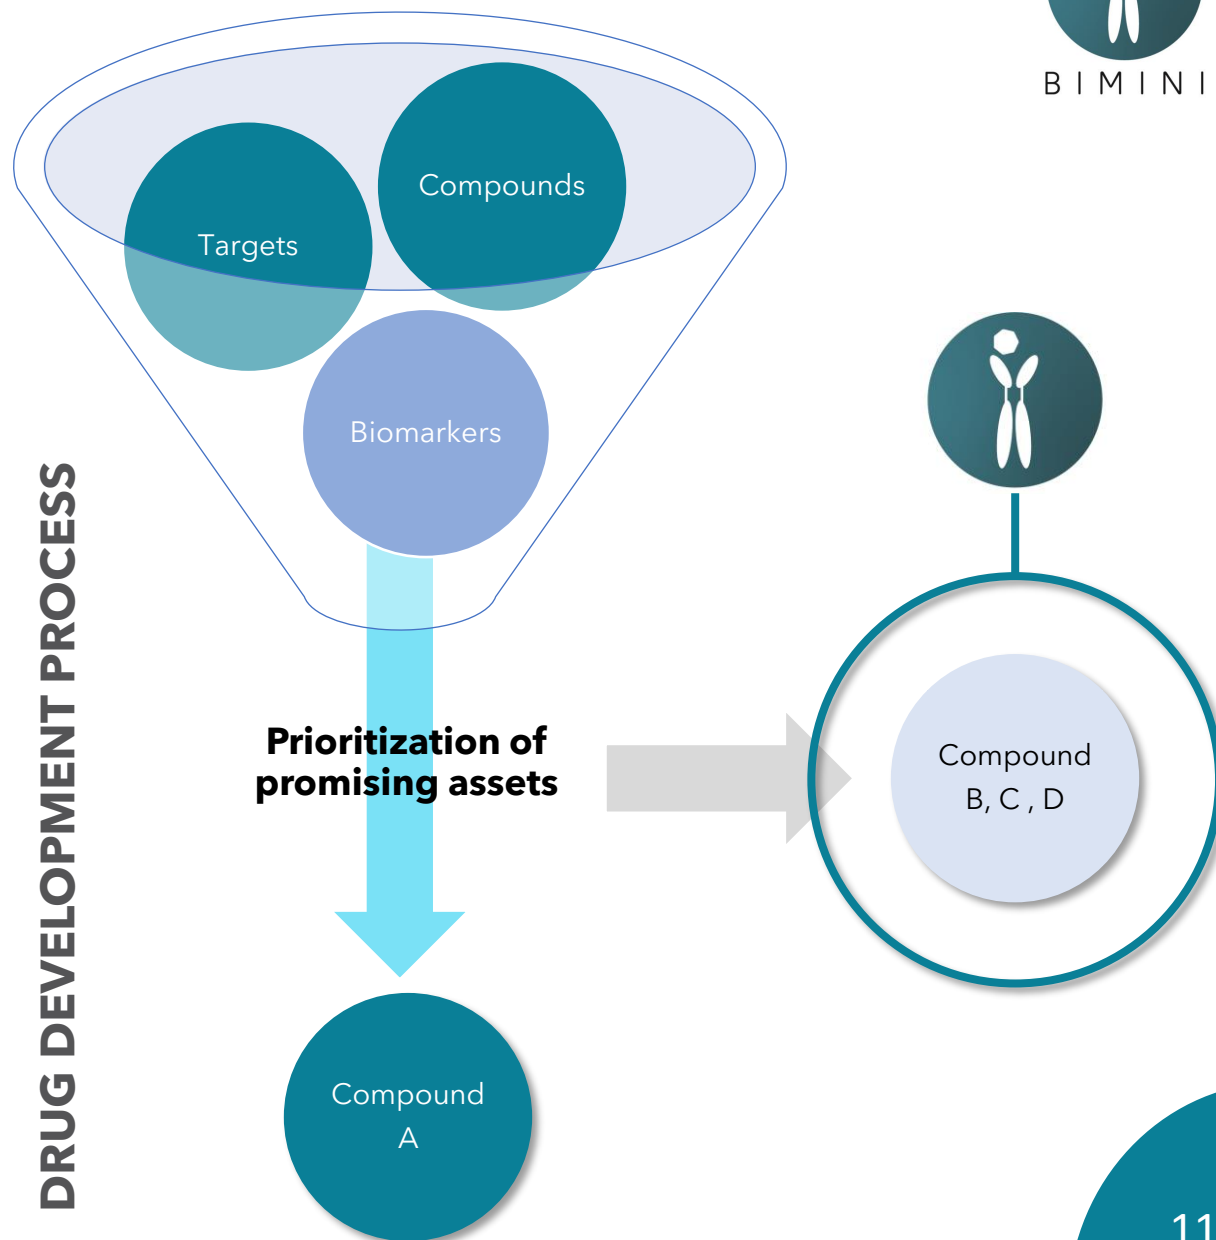 BIMINI
Compounds
Targets
Biomarkers
DRUG DEVELOPMENT PROCESS
Prioritization of
promising assets
Compound
B, C , D
Compound
A
11